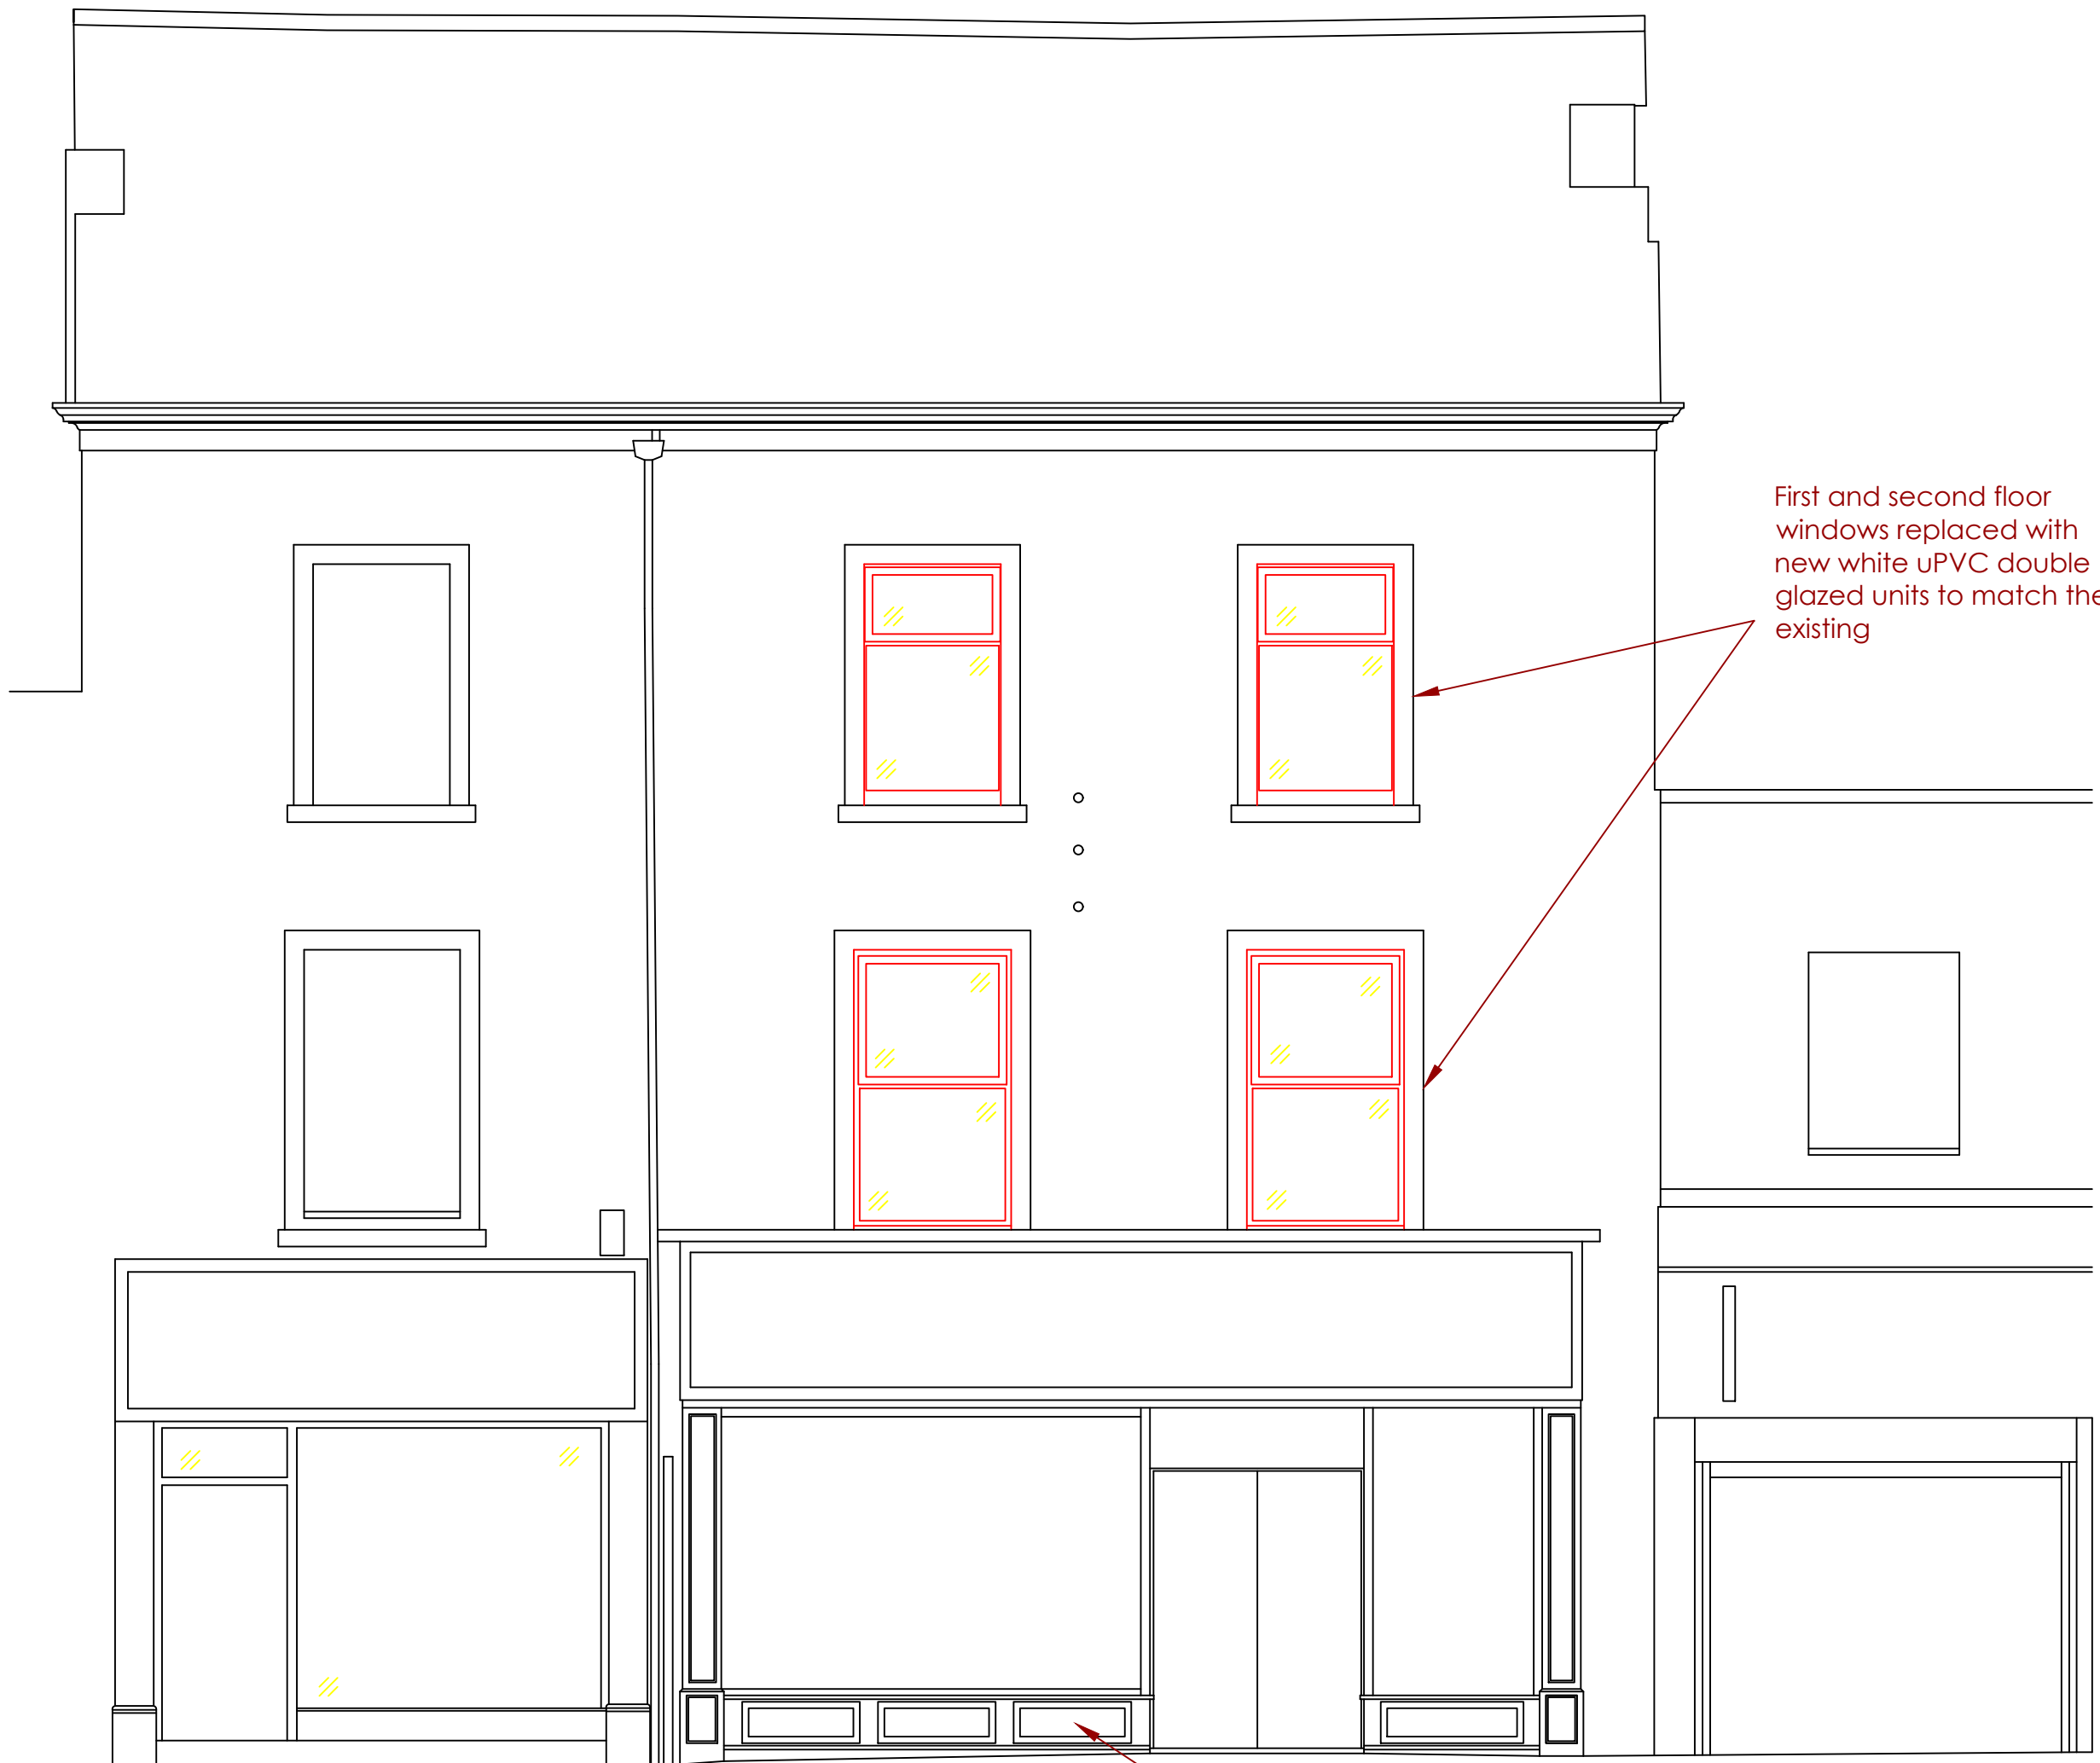 First and second floor
windows replaced with
new white uPVC double
glazed units to match the
existing